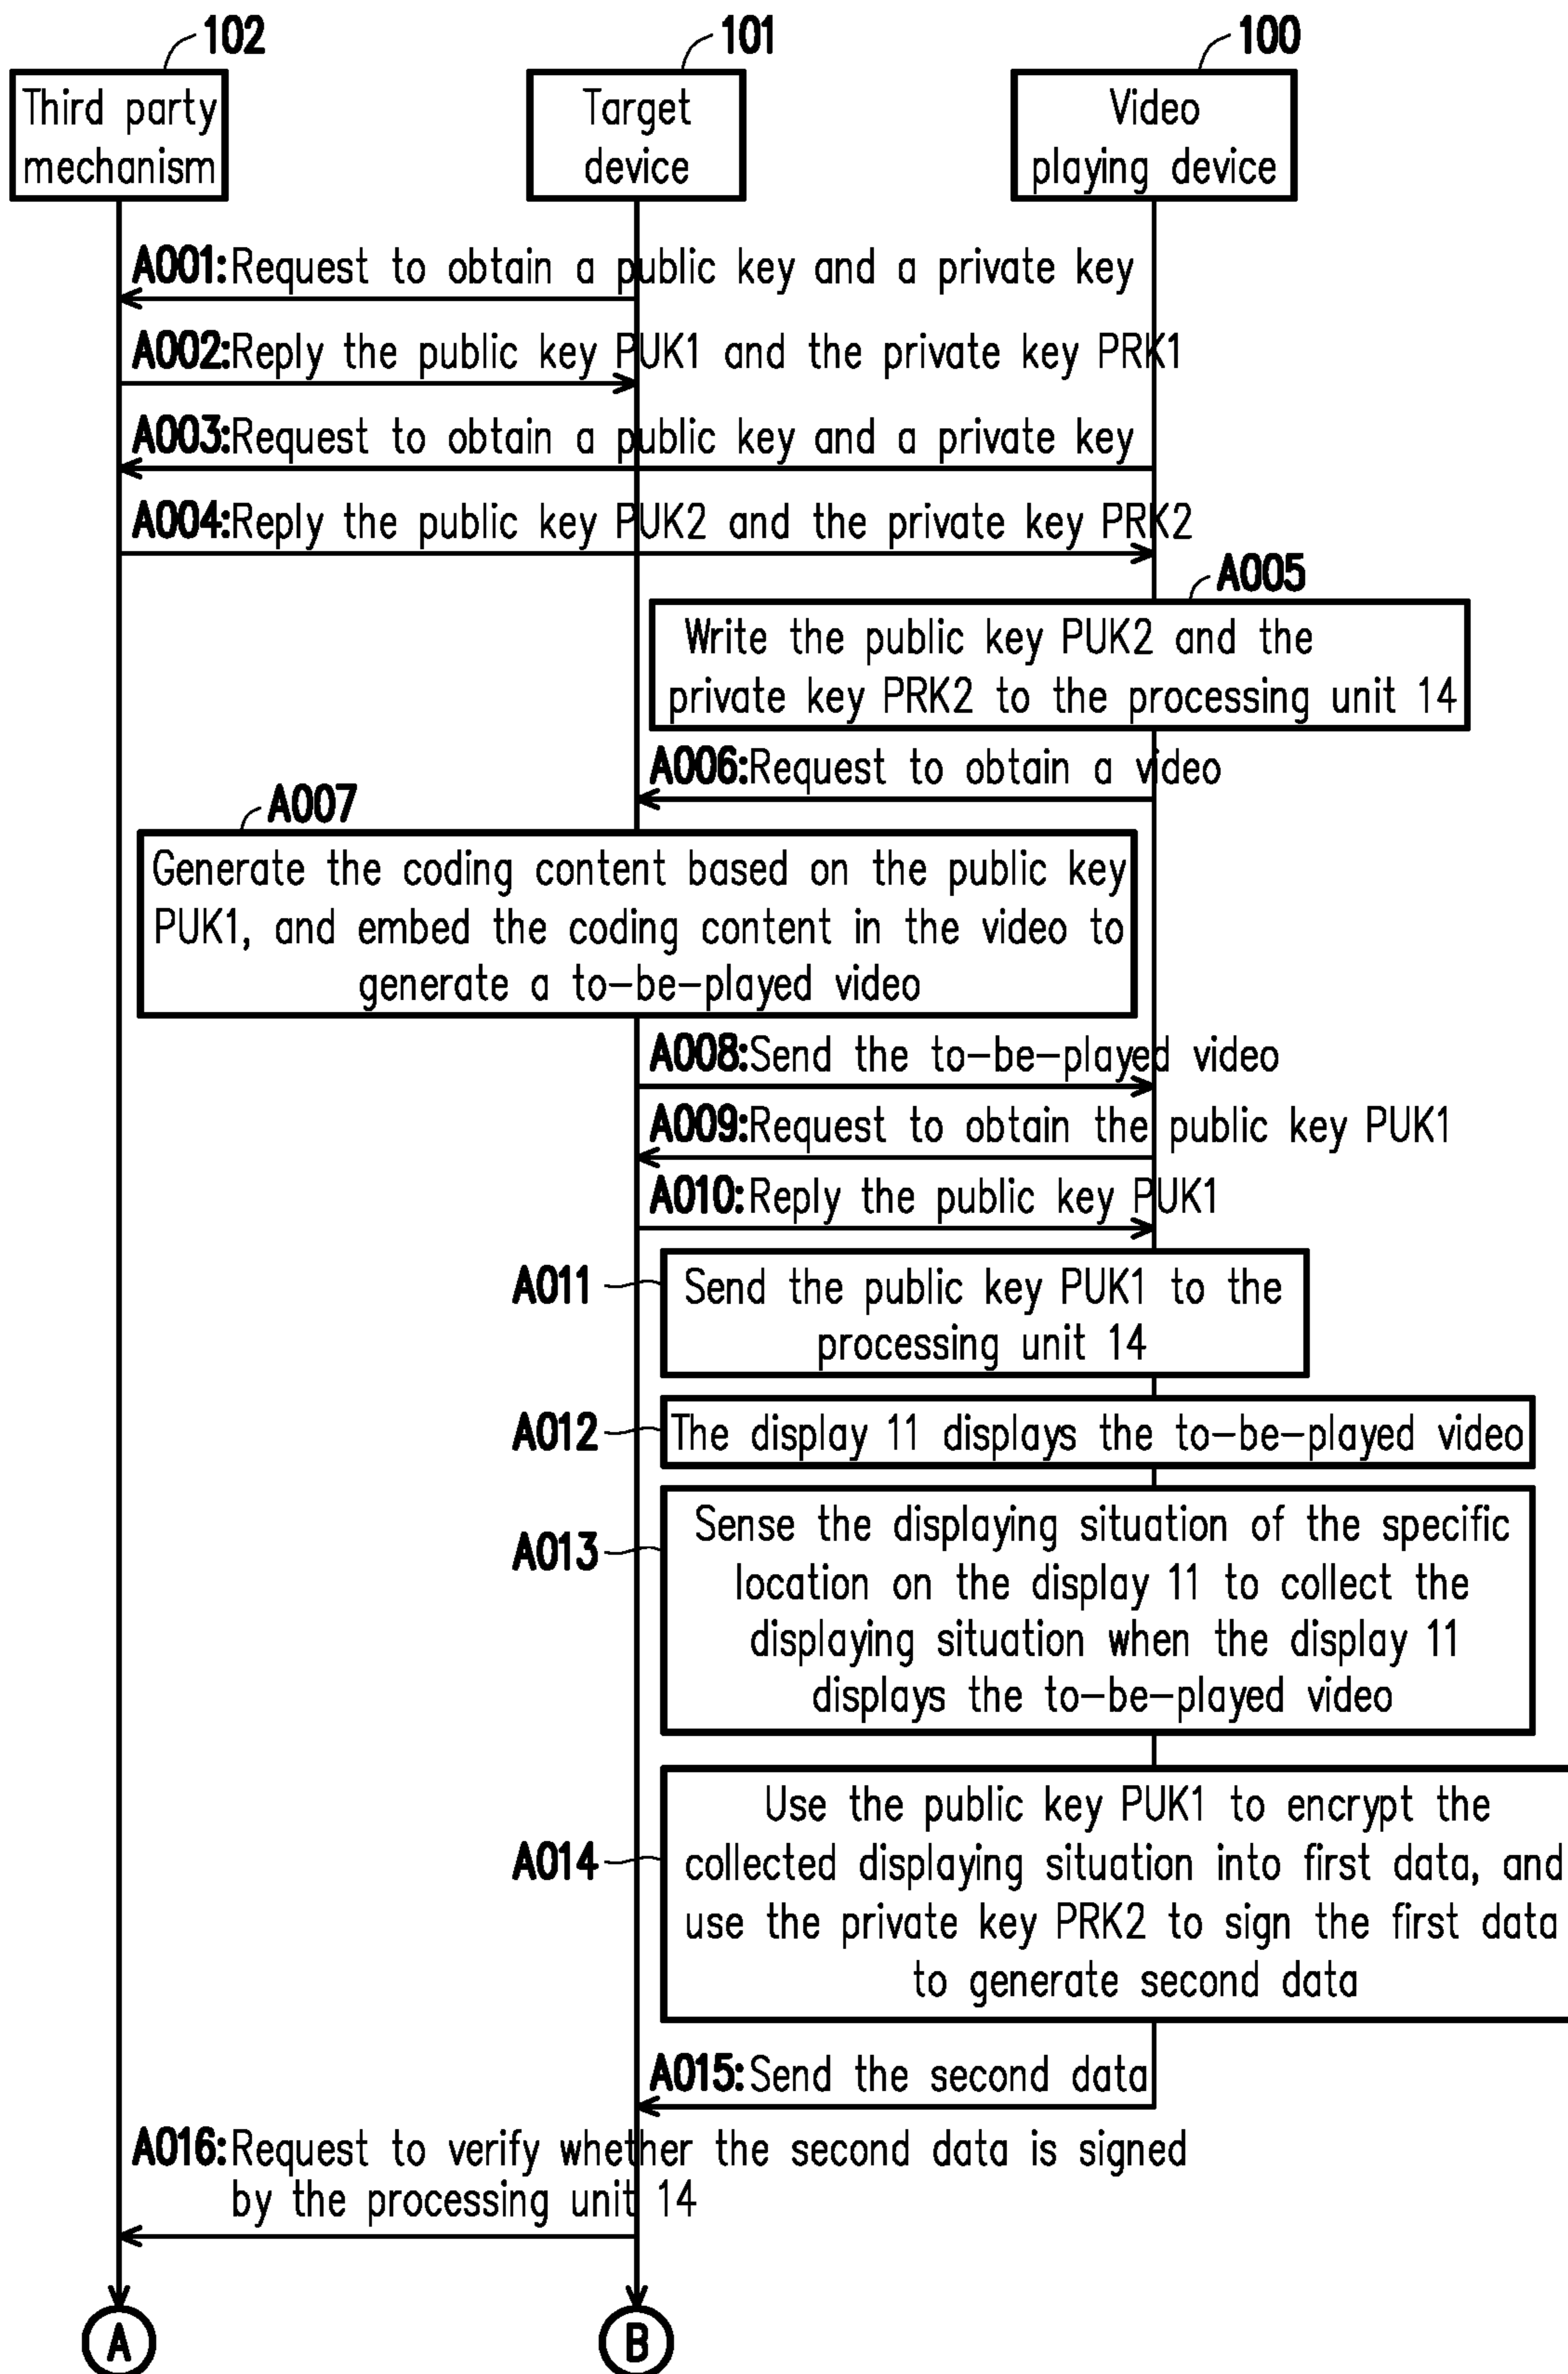 102
101
100
Third party
mechanism
Target
device
Video
playing device
A001:Request to obtain a public key and a private key
A002:Reply the public key PUK1 and the private key PRK1
A003:Request to obtain a public key and a private key
A004:Reply the public key PUK2 and the private key PRK2
A005
Write the public key PUK2 and the
private key PRK2 to the processing unit 14
A006:Request to obtain a video
A007
Generate the coding content based on the public key
PUK1, and embed the coding content in the video to
generate a to-be-played video
A008:Send the to-be-played video
A009:Request to obtain the public key PUK1
A010:Reply the public key PUK1
A011
Send the public key PUK1 to the
processing unit 14
A012
The display 11 displays the to-be-played video
A013
Sense the displaying situation of the specific
location on the display 11 to collect the
displaying situation when the display 11
displays the to-be-played video
A014
Use the public key PUK1 to encrypt the
collected displaying situation into first data, and
use the private key PRK2 to sign the first data
to generate second data
A015:Send the second data
A016:Request to verify whether the second data is signed
by the processing unit 14
A
B